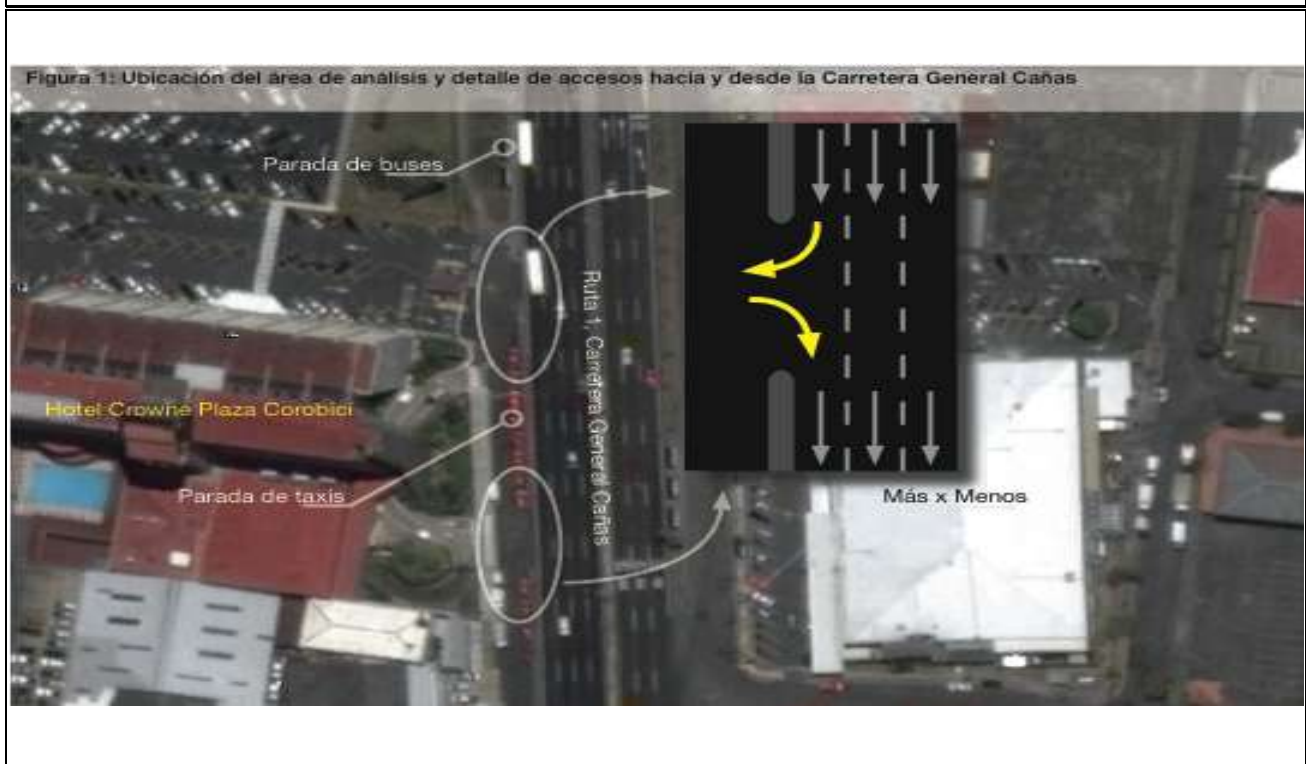 Figura 1: Ubicación del área de análisis y detalle de accesos hacia y desde la Carretera General Cañas
Parada de buses
Ruta 1, Carretera General Cañas
Hotel Crowne Plaza Corobicí
Parada de taxis
Más x Menos